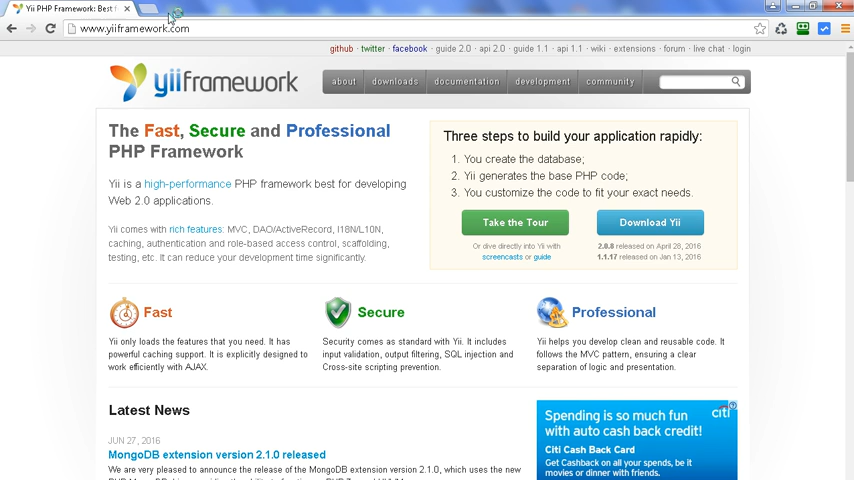 Yii PHP Framework: Best f
www.yiiframework.com
github · twitter · facebook · guide 2.0 · api 2.0 · guide 1.1 · api 1.1 · wiki · extensions · forum · live chat · login
yiiframework
about downloads documentation development community
The Fast, Secure and Professional
PHP Framework
Yii is a high-performance PHP framework best for developing
Web 2.0 applications.
Yii comes with rich features: MVC, DAO/ActiveRecord, I18N/L10N,
caching, authentication and role-based access control, scaffolding,
testing, etc. It can reduce your development time significantly.
Three steps to build your application rapidly:
1. You create the database;
2. Yii generates the base PHP code;
3. You customize the code to fit your exact needs.
Take the Tour
Download Yii
Or dive directly into Yii with
screencasts or guide
2.0.8 released on April 28, 2016
1.1.17 released on Jan 13, 2016
Fast
Yii only loads the features that you need. It has
powerful caching support. It is explicitly designed to
work efficiently with AJAX.
Secure
Security comes as standard with Yii. It includes
input validation, output filtering, SQL injection and
Cross-site scripting prevention.
Professional
Yii helps you develop clean and reusable code. It
follows the MVC pattern, ensuring a clear
separation of logic and presentation.
Latest News
JUN 27, 2016
MongoDB extension version 2.1.0 released
We are very pleased to announce the release of the MongoDB extension version 2.1.0, which uses the new
Spending is so much fun
with auto cash back credit!
citi
Citi Cash Back Card
Get Cashback on all your spends, be it
movies or dinner with friends.